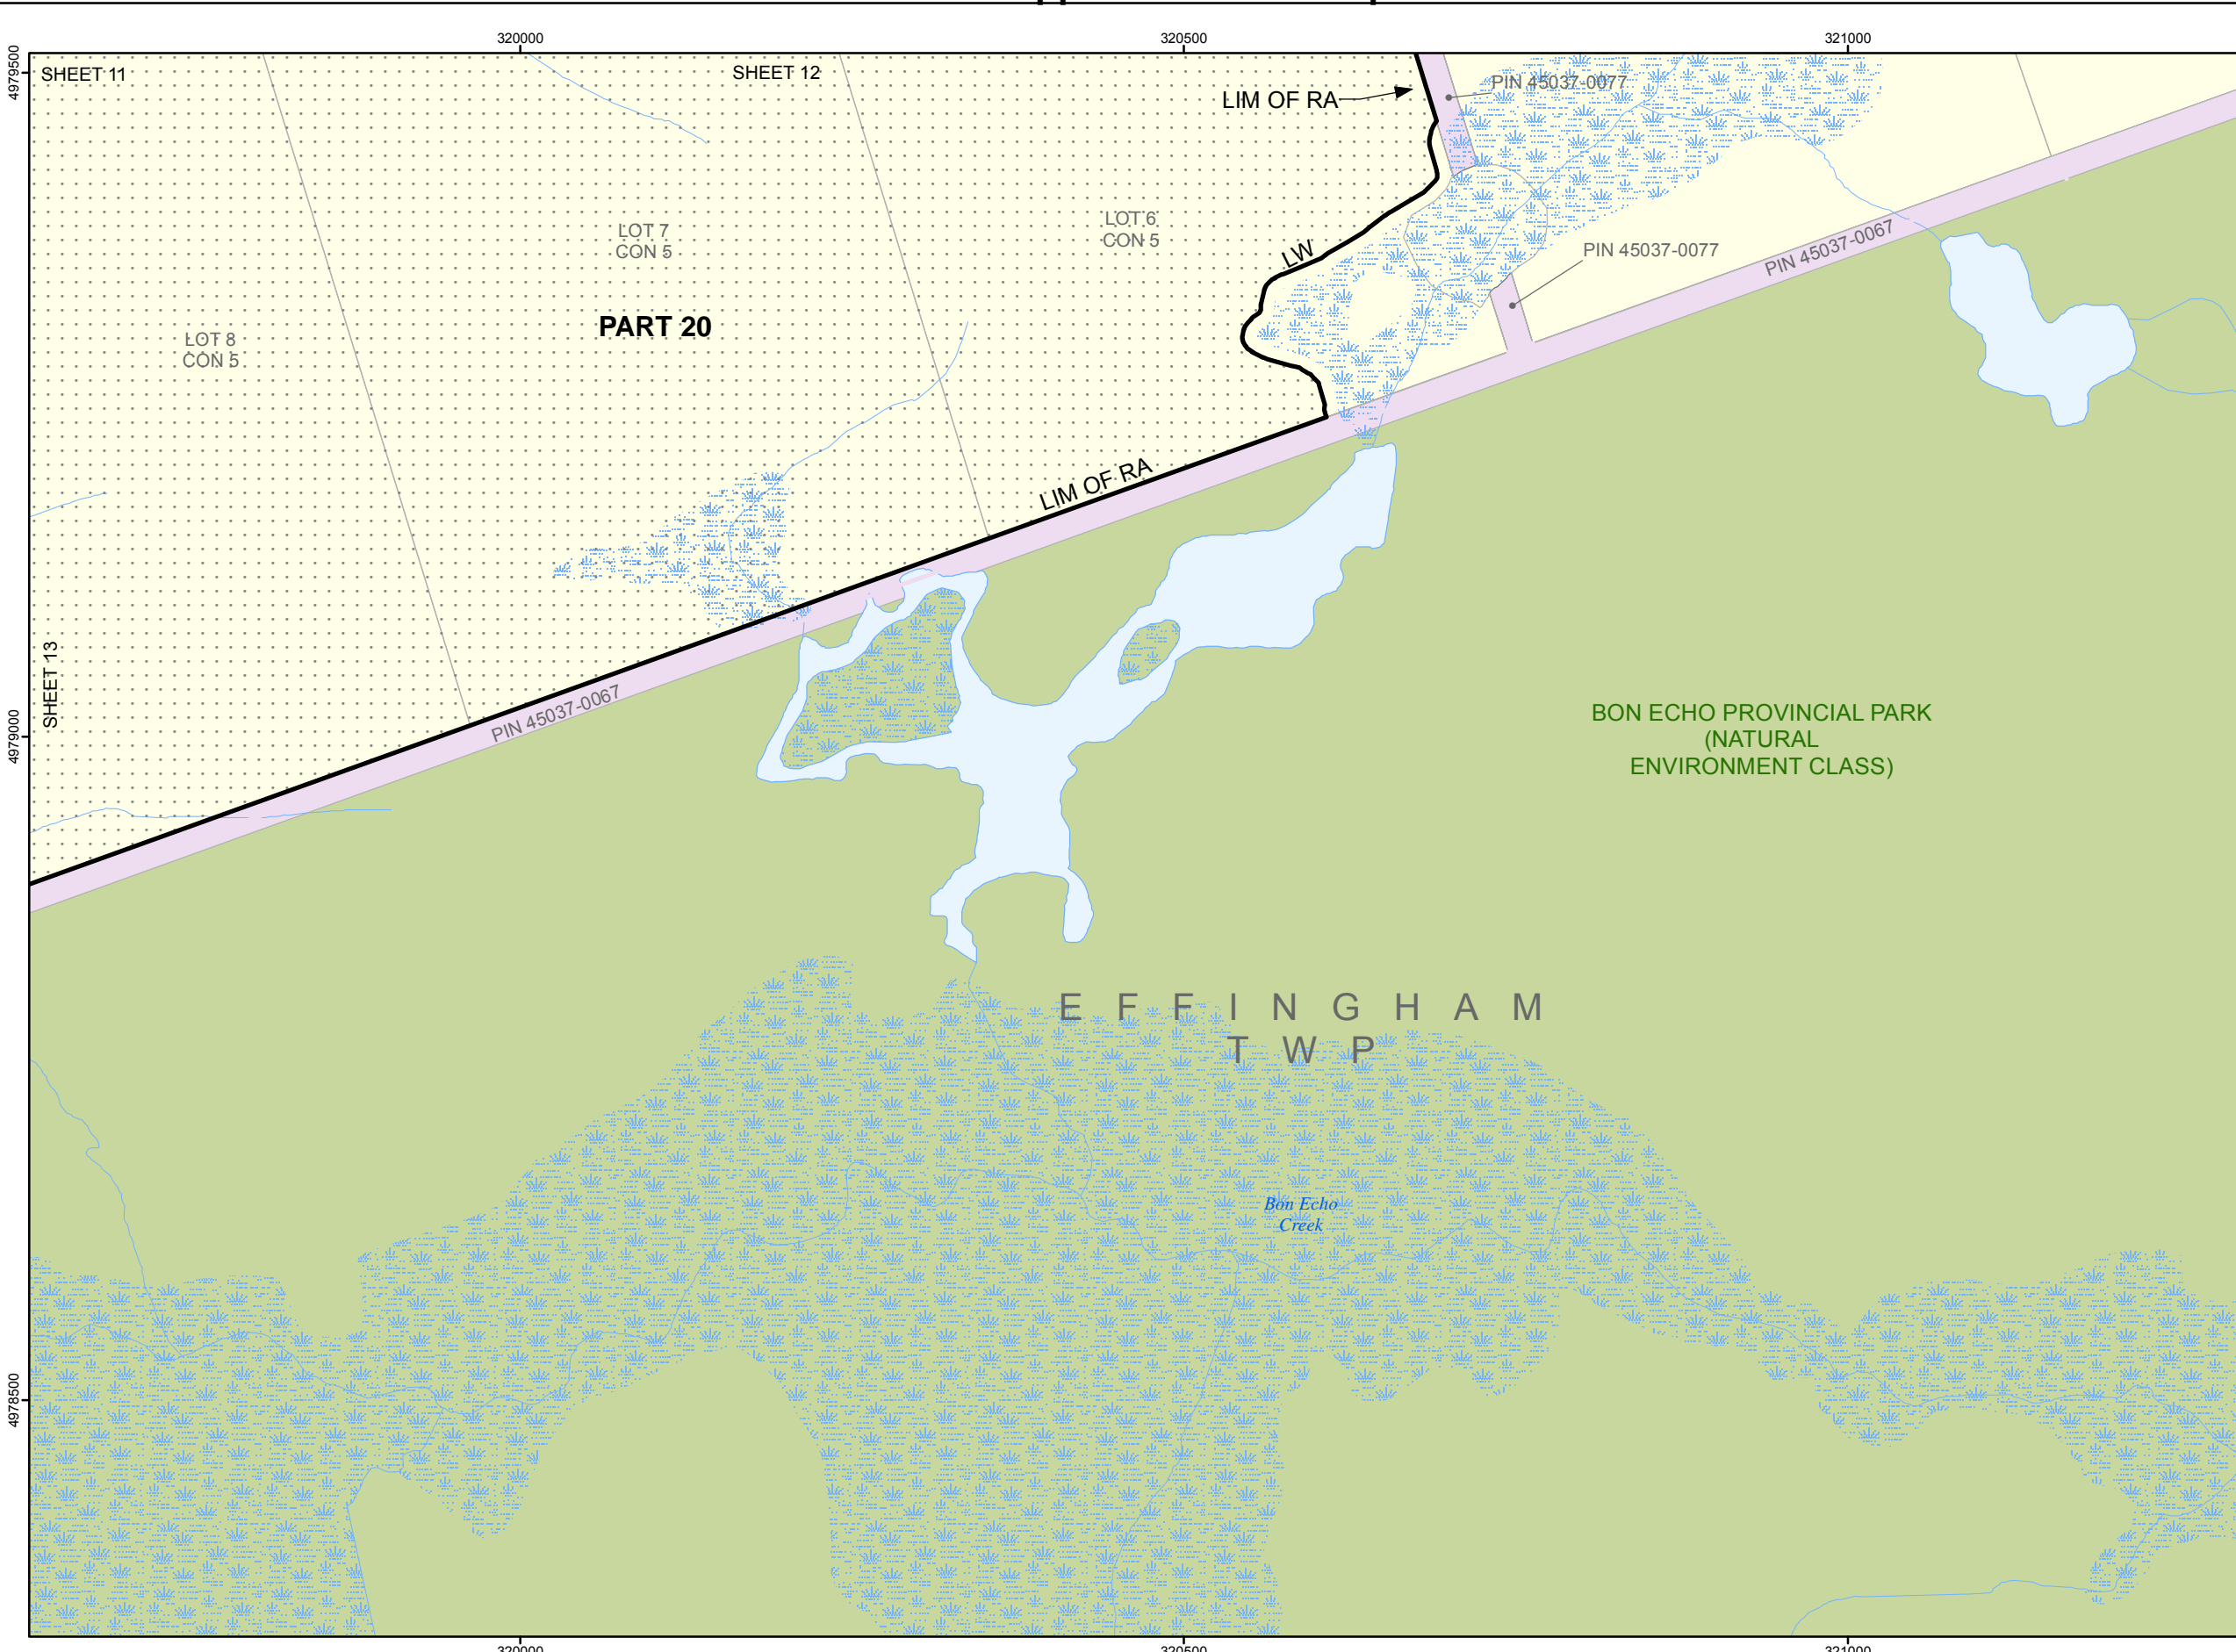 320000
320500
321000
4979500
SHEET 11
SHEET 12
LIM OF RA
PIN 45037-0077
LOT 7
CON 5
LOT 6
CON 5
LW
PIN 45037-0077
PIN 45037-0067
LOT 8
CON 5
PART 20
LIM OF RA
SHEET 13
PIN 45037-0067
4979000
BON ECHO PROVINCIAL PARK
(NATURAL
ENVIRONMENT CLASS)
EFFINGHAM
TWP
Bon Echo
Creek
4978500
320000
320500
321000